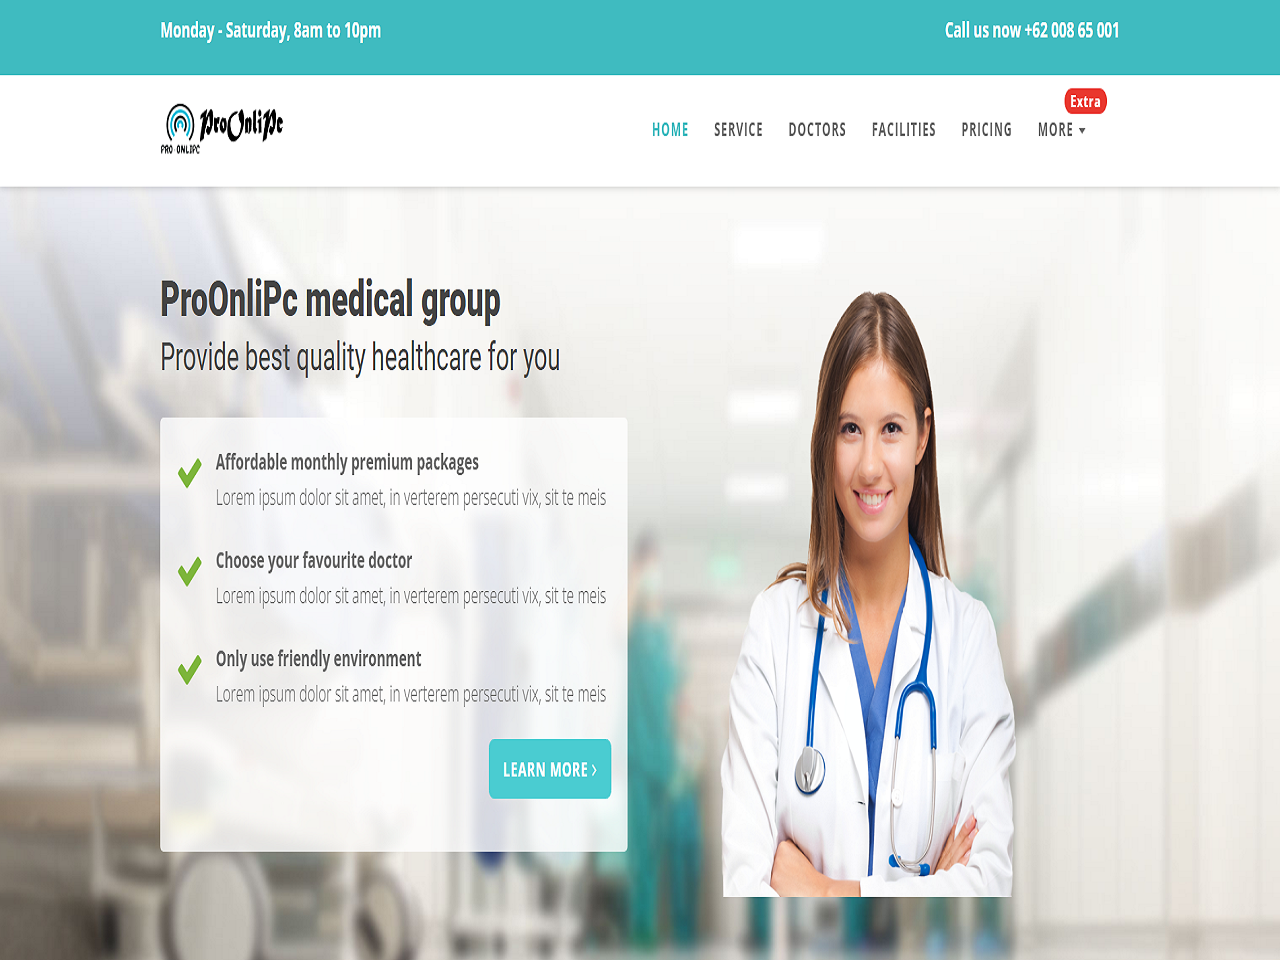 Monday - Saturday, 8am to 10pm
Call us now +62 008 65 001
Extra
ProOnliPc
PRO-ONLIPC
HOME SERVICE DOCTORS FACILITIES PRICING MORE
ProOnliPc medical group
Provide best quality healthcare for you
Affordable monthly premium packages
Lorem ipsum dolor sit amet, in verterem persecuti vix, sit te meis
Choose your favourite doctor
Lorem ipsum dolor sit amet, in verterem persecuti vix, sit te meis
Only use friendly environment
Lorem ipsum dolor sit amet, in verterem persecuti vix, sit te meis
LEARN MORE >